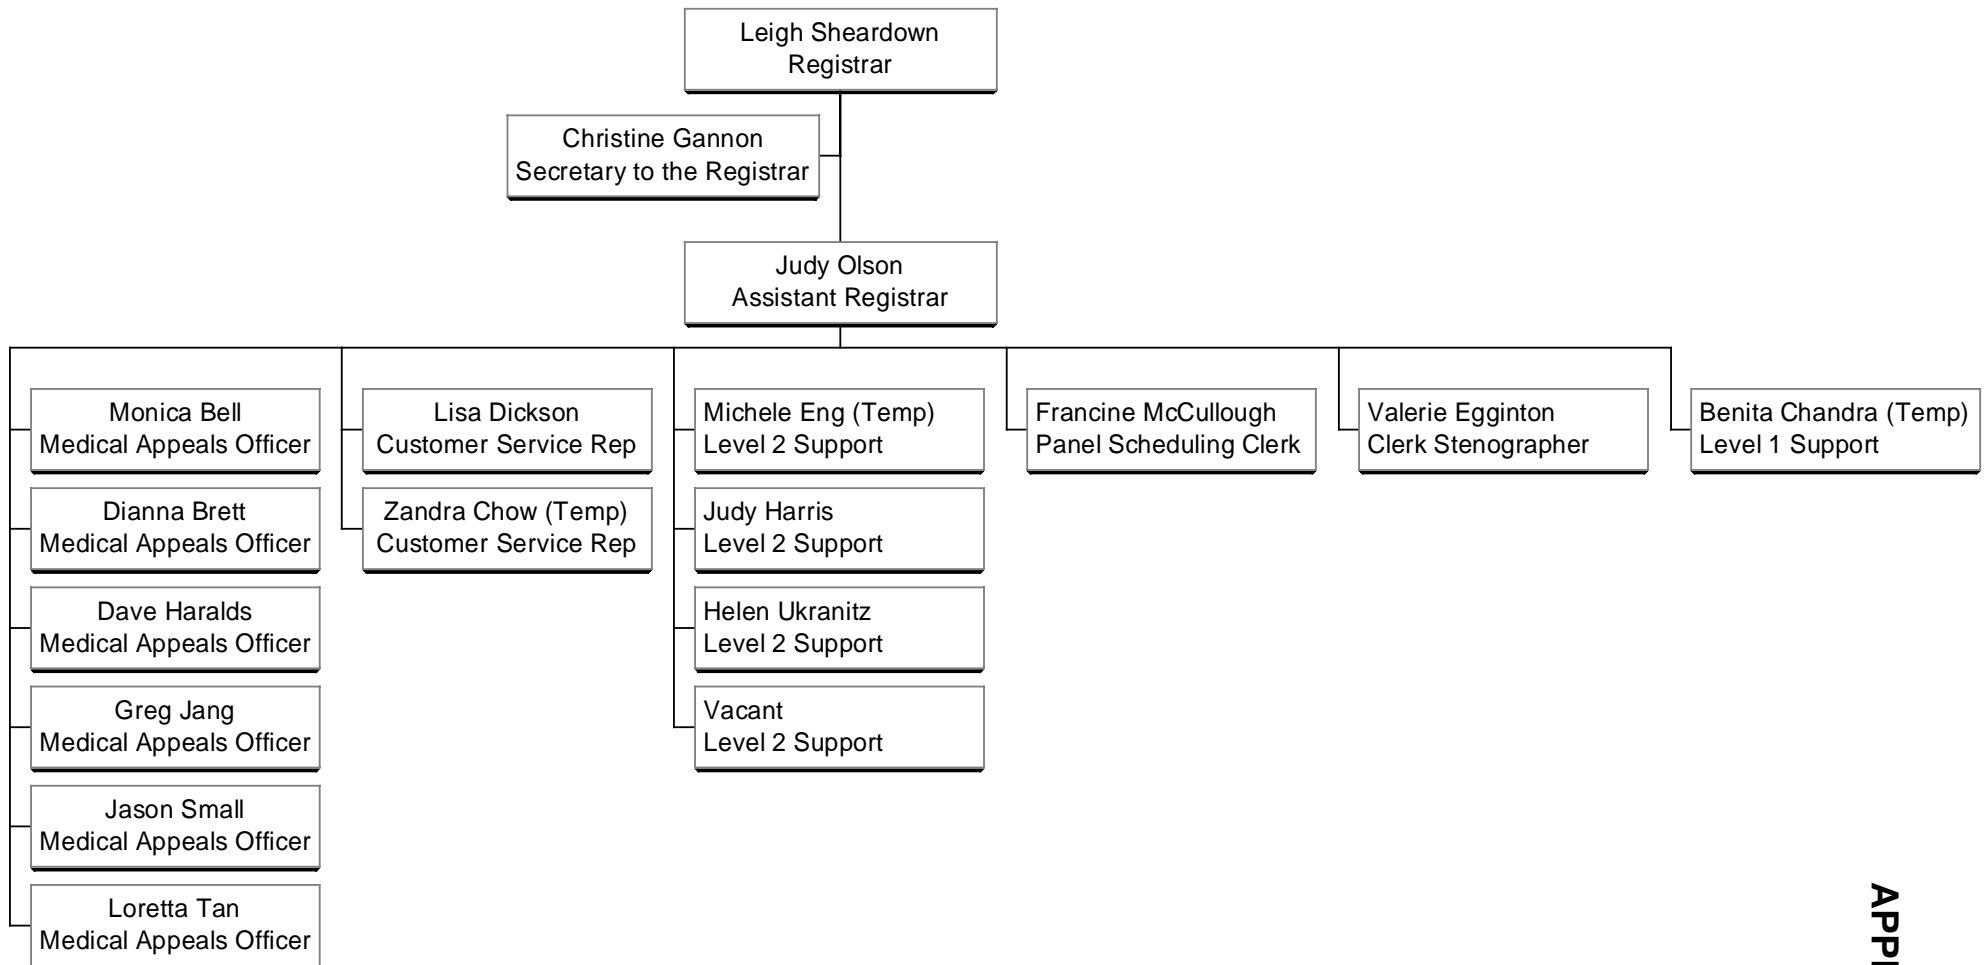 Leigh Sheardown
Registrar
Christine Gannon
Secretary to the Registrar
Judy Olson
Assistant Registrar
Monica Bell
Medical Appeals Officer
Dianna Brett
Medical Appeals Officer
Dave Haralds
Medical Appeals Officer
Greg Jang
Medical Appeals Officer
Jason Small
Medical Appeals Officer
Loretta Tan
Medical Appeals Officer
Lisa Dickson
Customer Service Rep
Zandra Chow (Temp)
Customer Service Rep
Michele Eng (Temp)
Level 2 Support
Judy Harris
Level 2 Support
Helen Ukranitz
Level 2 Support
Vacant
Level 2 Support
Francine McCullough
Panel Scheduling Clerk
Valerie Egginton
Clerk Stenographer
Benita Chandra (Temp)
Level 1 Support